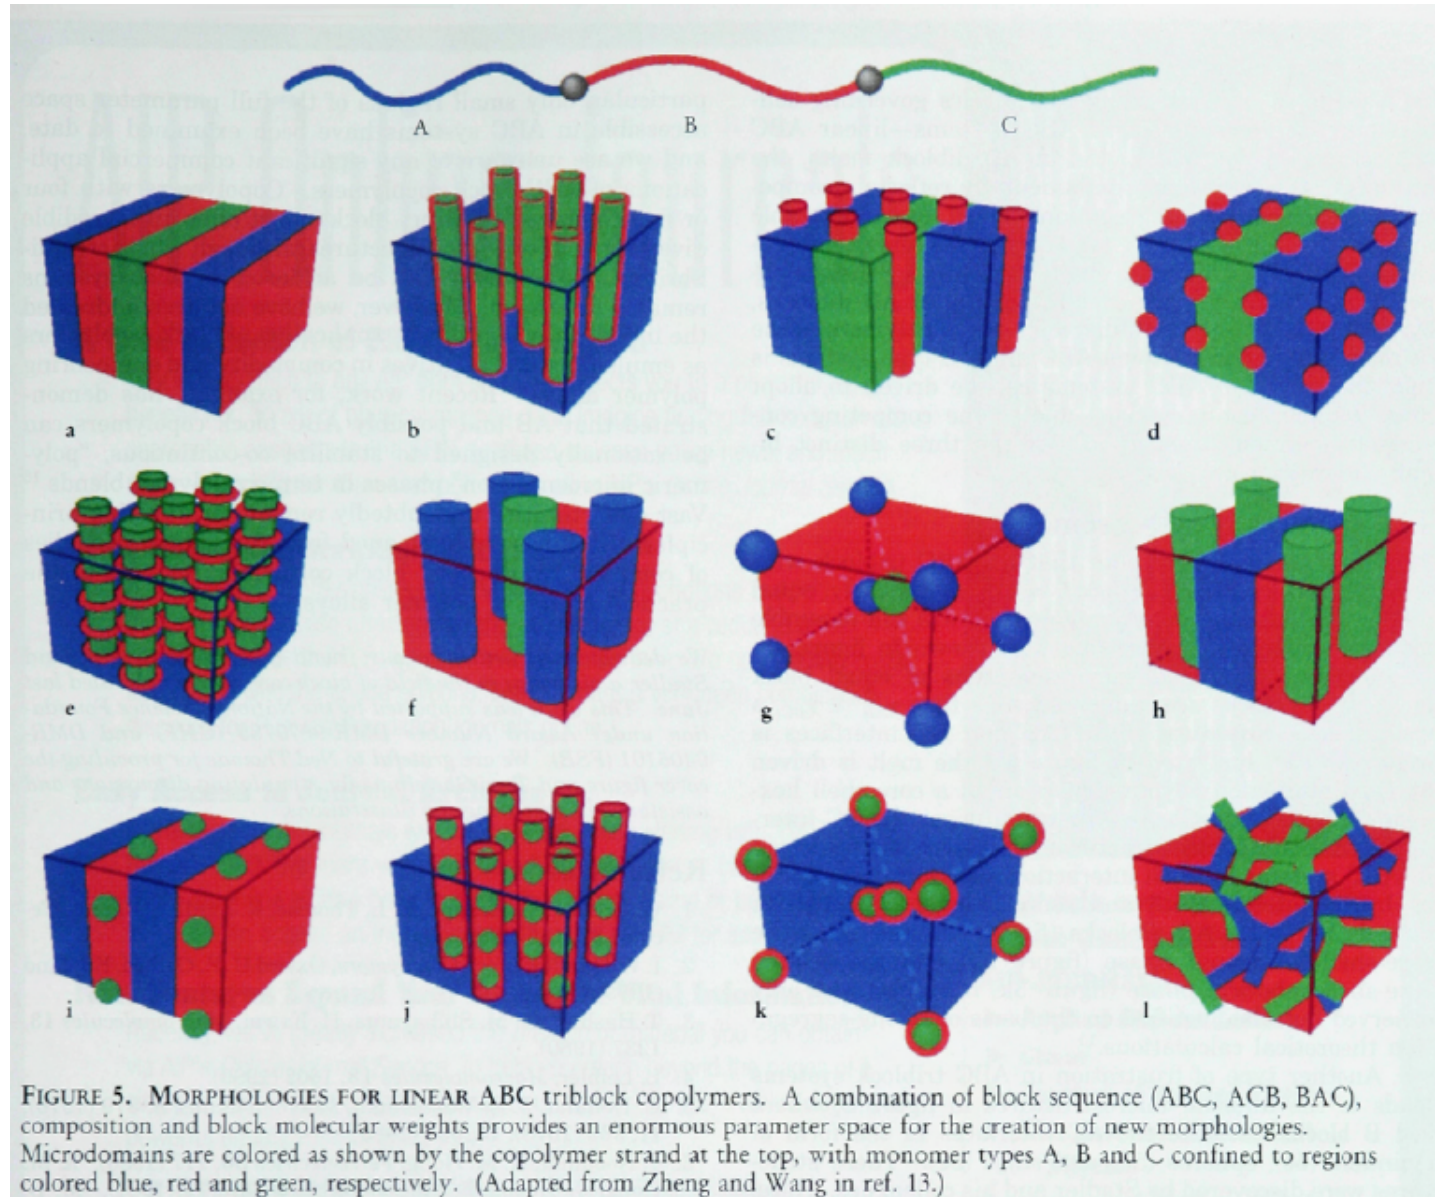 A
B
C
a
b
c
d
e
f
g
h
i
j
k
l
FIGURE 5. MORPHOLOGIES FOR LINEAR ABC triblock copolymers. A combination of block sequence (ABC, ACB, BAC),
composition and block molecular weights provides an enormous parameter space for the creation of new morphologies.
Microdomains are colored as shown by the copolymer strand at the top, with monomer types A, B and C confined to regions
colored blue, red and green, respectively. (Adapted from Zheng and Wang in ref. 13.)